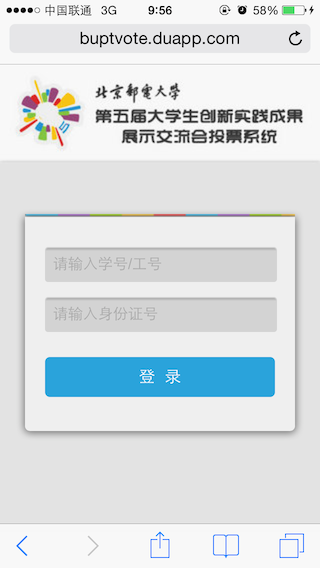 中国联通 3G 9:56 58%
buptvote.duapp.com
北京邮电大學
第五届大学生创新实践成果
展示交流会投票系统
请输入学号/工号
请输入身份证号
登 录